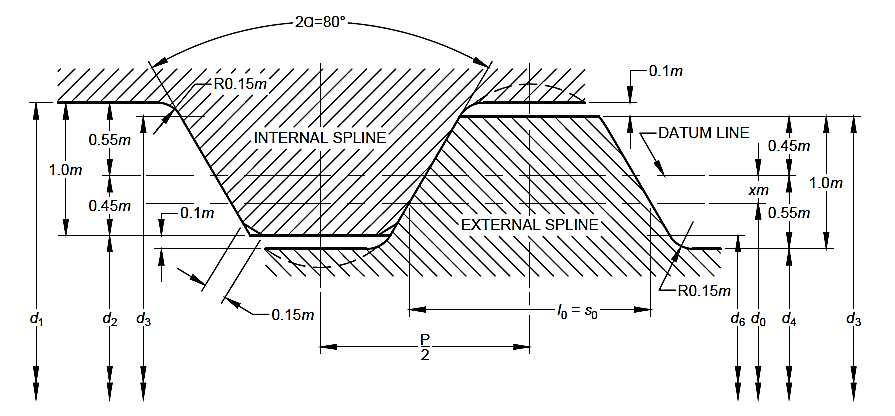 2α=80°
R0.15m
0.1m
0.55m
INTERNAL SPLINE
DATUM LINE
0.45m
1.0m
xm
1.0m
0.45m
0.1m
EXTERNAL SPLINE
0.55m
R0.15m
0.15m
l0 = s0
d1
d2
d3
d6
d0
d4
d3
P
2